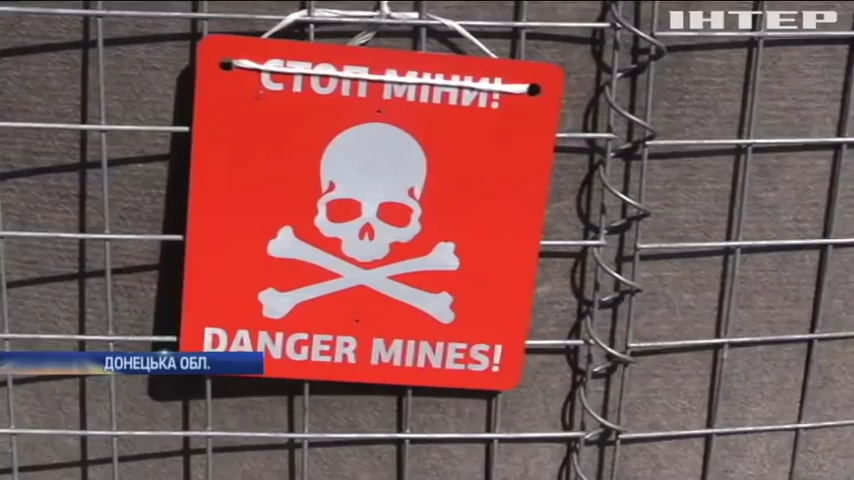 ІНТЕР
СТОП МІНИ!
DANGER MINES!
ДОНЕЦЬКА ОБЛ.